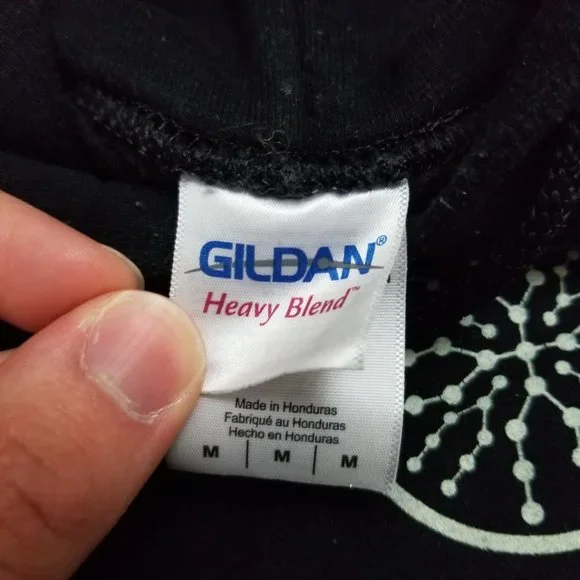 GILDAN®
Heavy Blend™
Made in Honduras
Fabriqué au Honduras
Hecho en Honduras
M | M | M